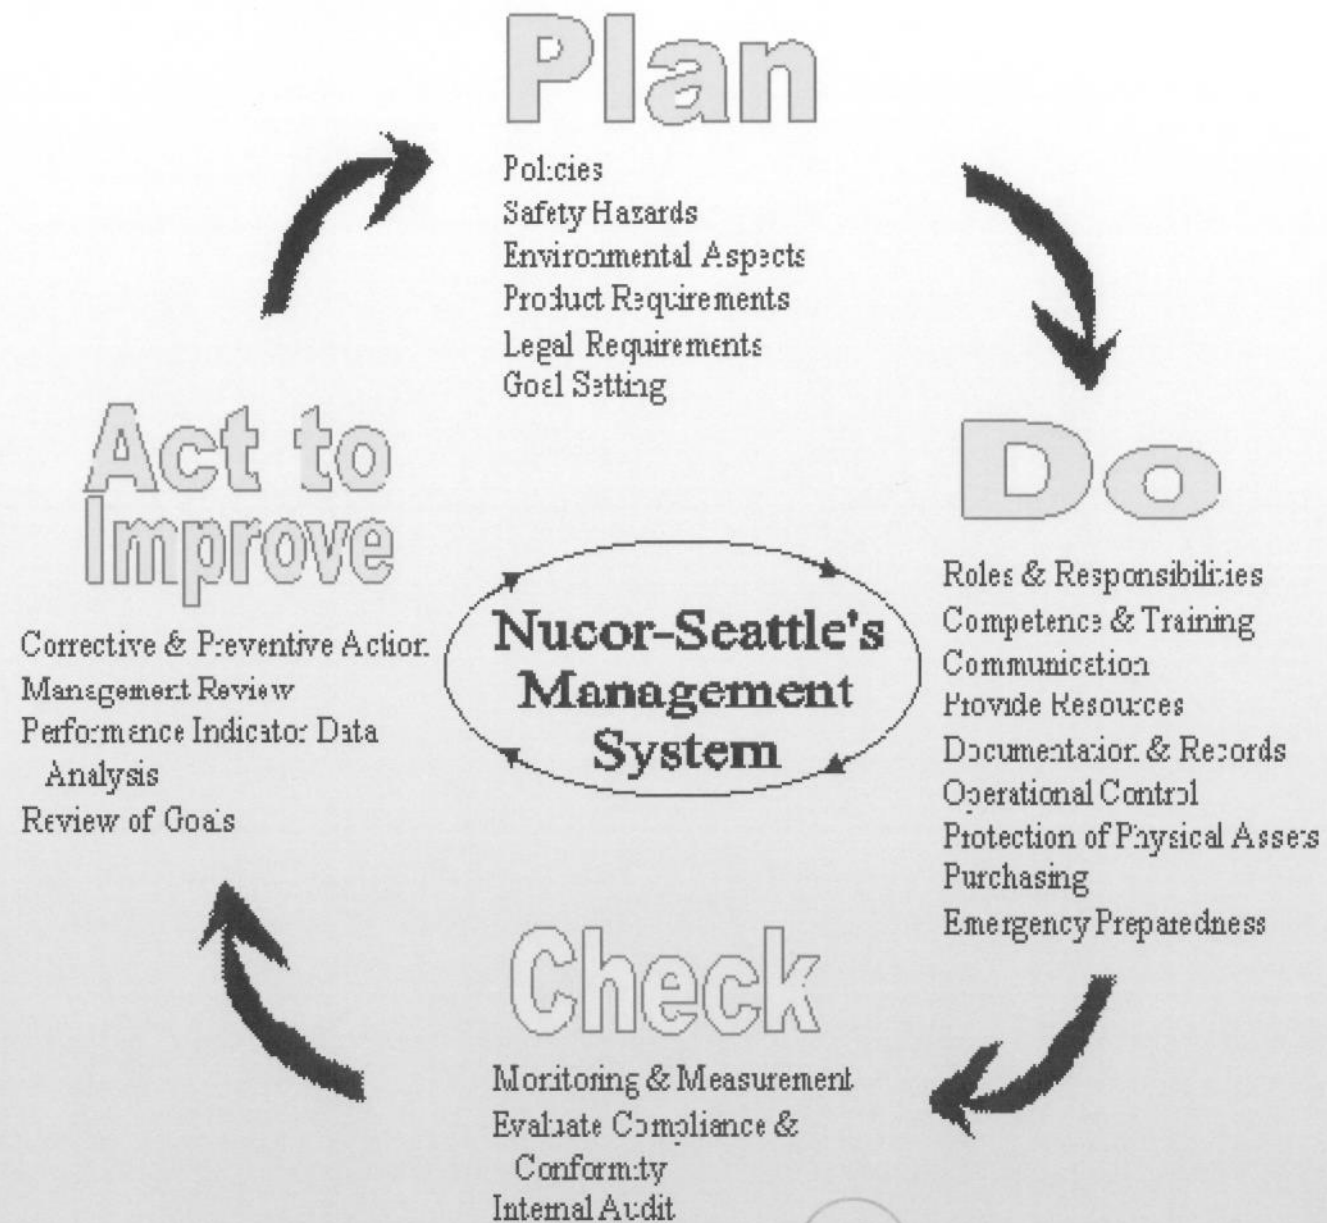 Plan
Policies
Safety Hazards
Environmental Aspects
Product Requirements
Legal Requirements
Goal Setting
Do
Roles & Responsibilities
Competence & Training
Communication
Provide Resources
Documentation & Records
Operational Control
Protection of Physical Assets
Purchasing
Emergency Preparedness
Check
Monitoring & Measurement
Evaluate Compliance &
Conformity
Internal Audit
Act to
Improve
Corrective & Preventive Action
Management Review
Performance Indicator Data
Analysis
Review of Goals
Nucor-Seattle's
Management
System